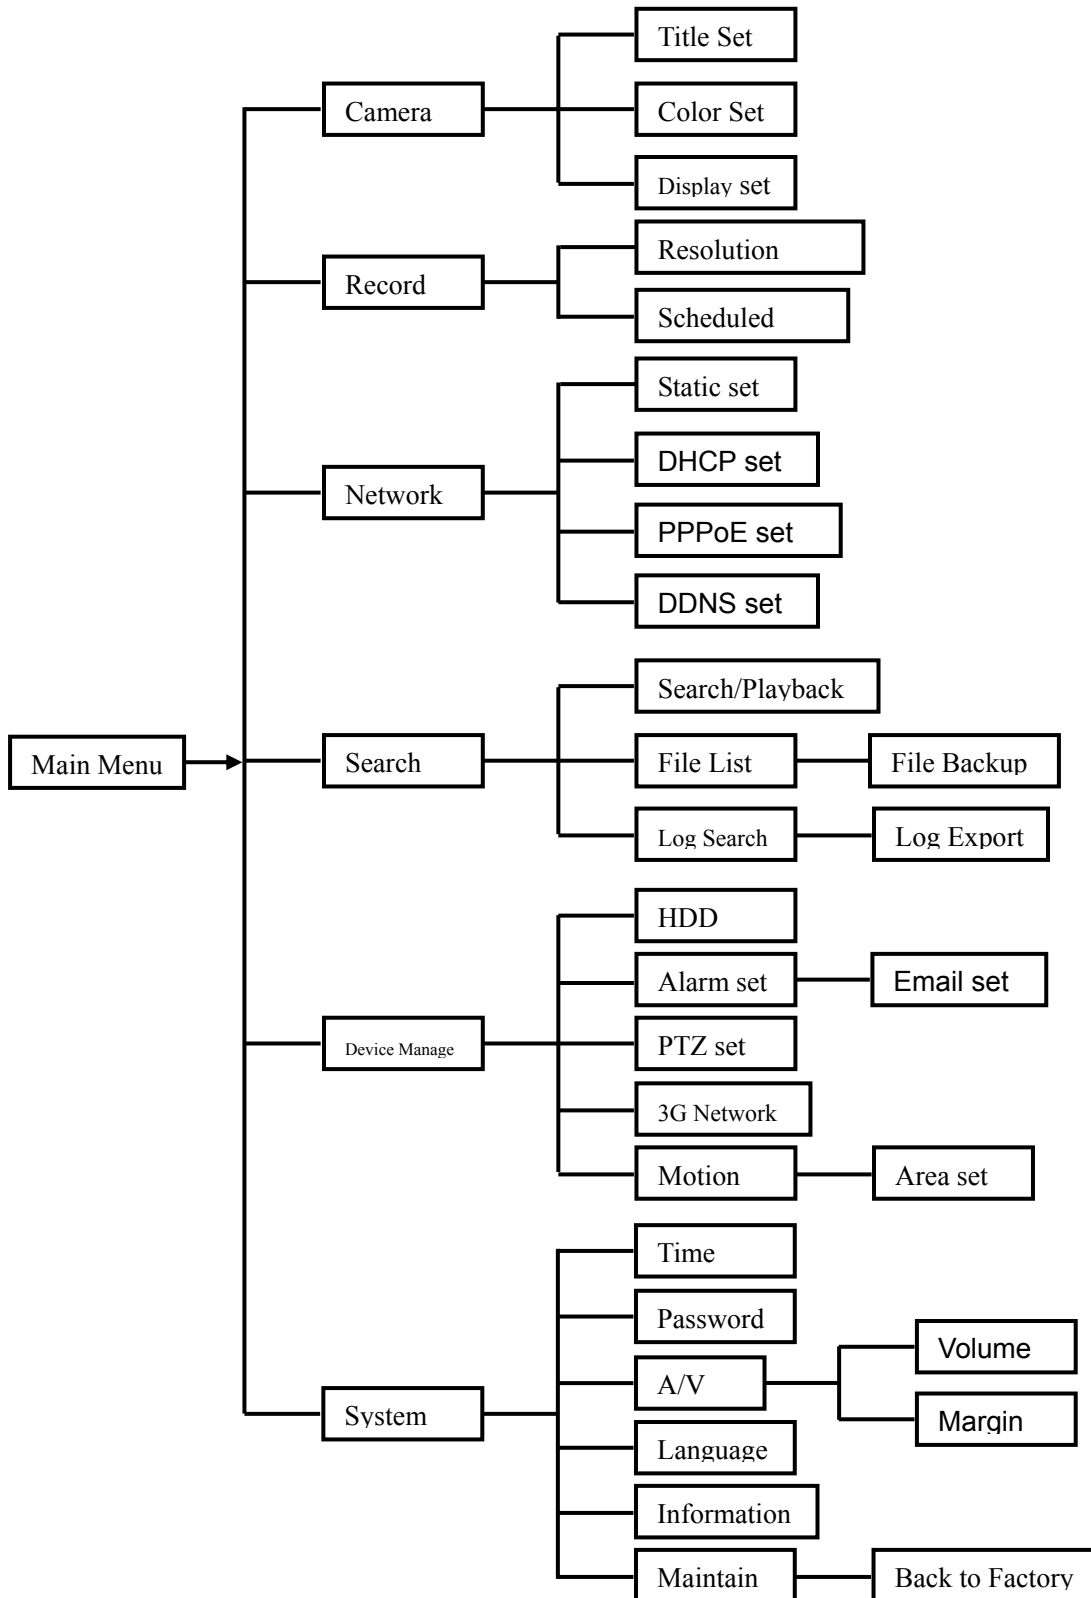 Title Set
Camera
Color Set
Display set
Resolution
Record
Scheduled
Static set
DHCP set
Network
PPPoE set
DDNS set
Search/Playback
Main Menu
Search
File List
File Backup
Log Search
Log Export
HDD
Alarm set
Email set
Device Manage
PTZ set
3G Network
Motion
Area set
Time
Password
Volume
A/V
System
Margin
Language
Information
Maintain
Back to Factory